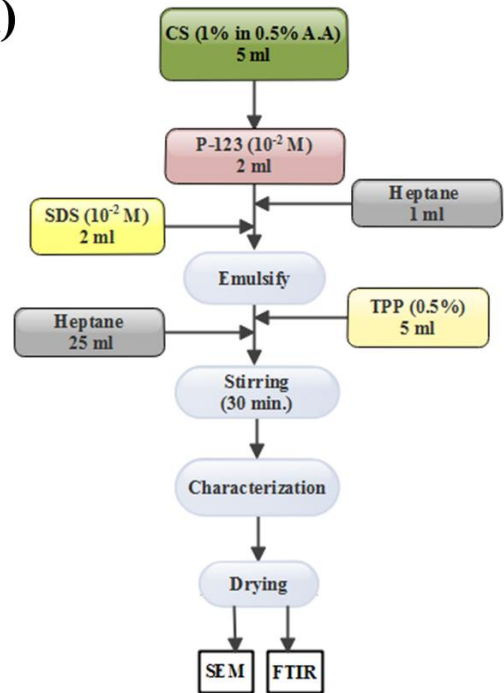 )
CS (1% in 0.5% A.A)
5 ml
P-123 (10⁻² M)
2 ml
Heptane
1 ml
SDS (10⁻² M)
2 ml
Emulsify
TPP (0.5%)
5 ml
Heptane
25 ml
Stirring
(30 min.)
Characterization
Drying
SEM
FTIR